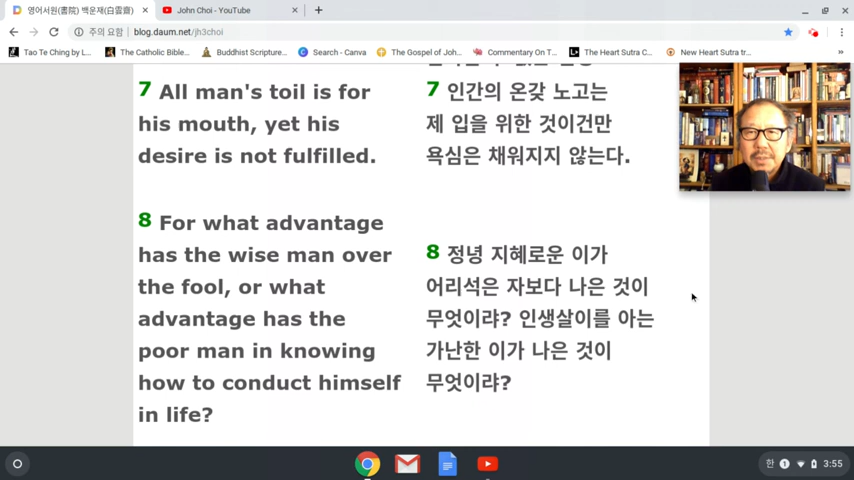 영어서원(書院) 백운재(白雲齋)
John Choi - YouTube
주의 요함
blog.daum.net/jh3choi
Tao Te Ching by L...
The Catholic Bible...
Buddhist Scripture...
Search - Canva
The Gospel of Joh...
Commentary On T...
The Heart Sutra C...
New Heart Sutra tr...
»
7 All man's toil is for
his mouth, yet his
desire is not fulfilled.
8 For what advantage
has the wise man over
the fool, or what
advantage has the
poor man in knowing
how to conduct himself
in life?
7 인간의 온갖 노고는
제 입을 위한 것이건만
욕심은 채워지지 않는다.
8 정녕 지혜로운 이가
어리석은 자보다 나은 것이
무엇이랴? 인생살이를 아는
가난한 이가 나은 것이
무엇이랴?
한 1 3:55